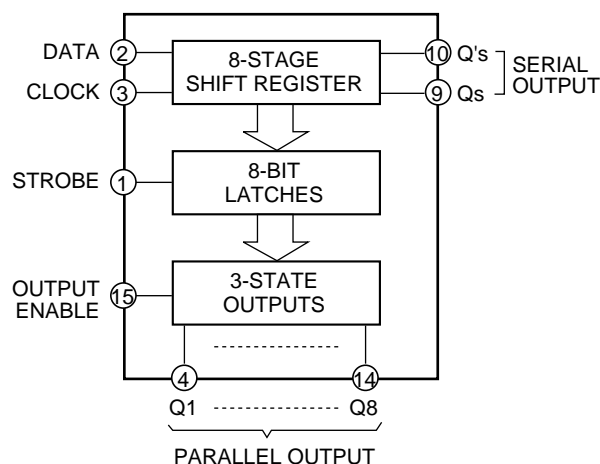 DATA 2 8-STAGE 10 Q's SERIAL
CLOCK 3 SHIFT REGISTER 9 Qs OUTPUT
STROBE 1 8-BIT
LATCHES
OUTPUT 15 3-STATE
ENABLE OUTPUTS
4 14
Q1 Q8
PARALLEL OUTPUT